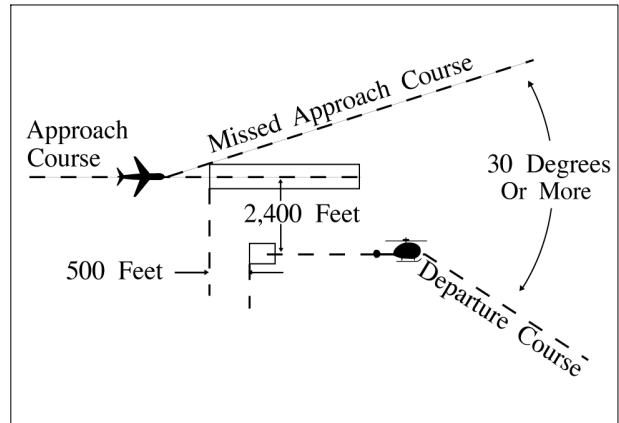 Missed Approach Course
Approach
Course
30 Degrees
Or More
2,400 Feet
500 Feet
Departure Course